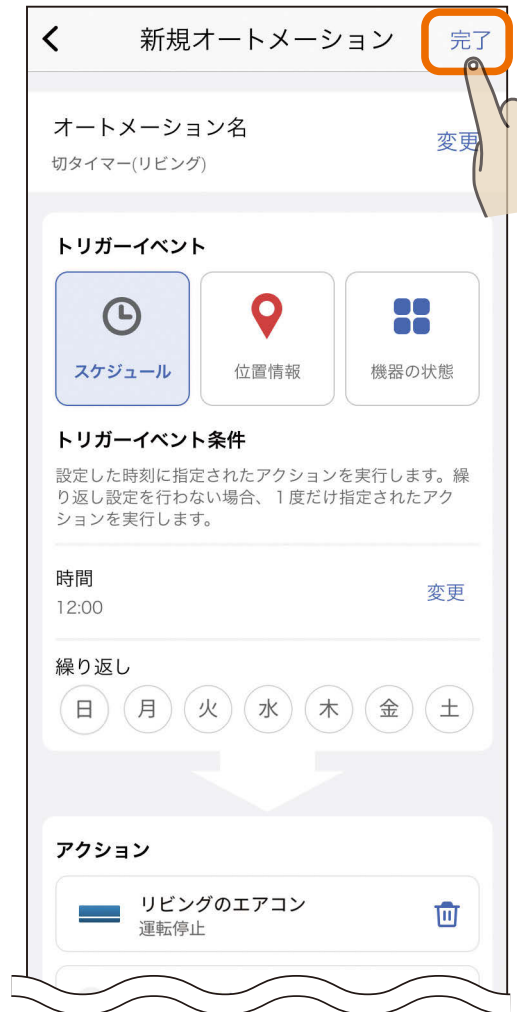 新規オートメーション 完了
オートメーション名
変更
切タイマー(リビング)
トリガーイベント
スケジュール 位置情報 機器の状態
トリガーイベント条件
設定した時刻に指定されたアクションを実行します。繰
り返し設定を行わない場合、1度だけ指定されたアク
ションを実行します。
時間
12:00
変更
繰り返し
日 月 火 水 木 金 土
アクション
リビングのエアコン
運転停止